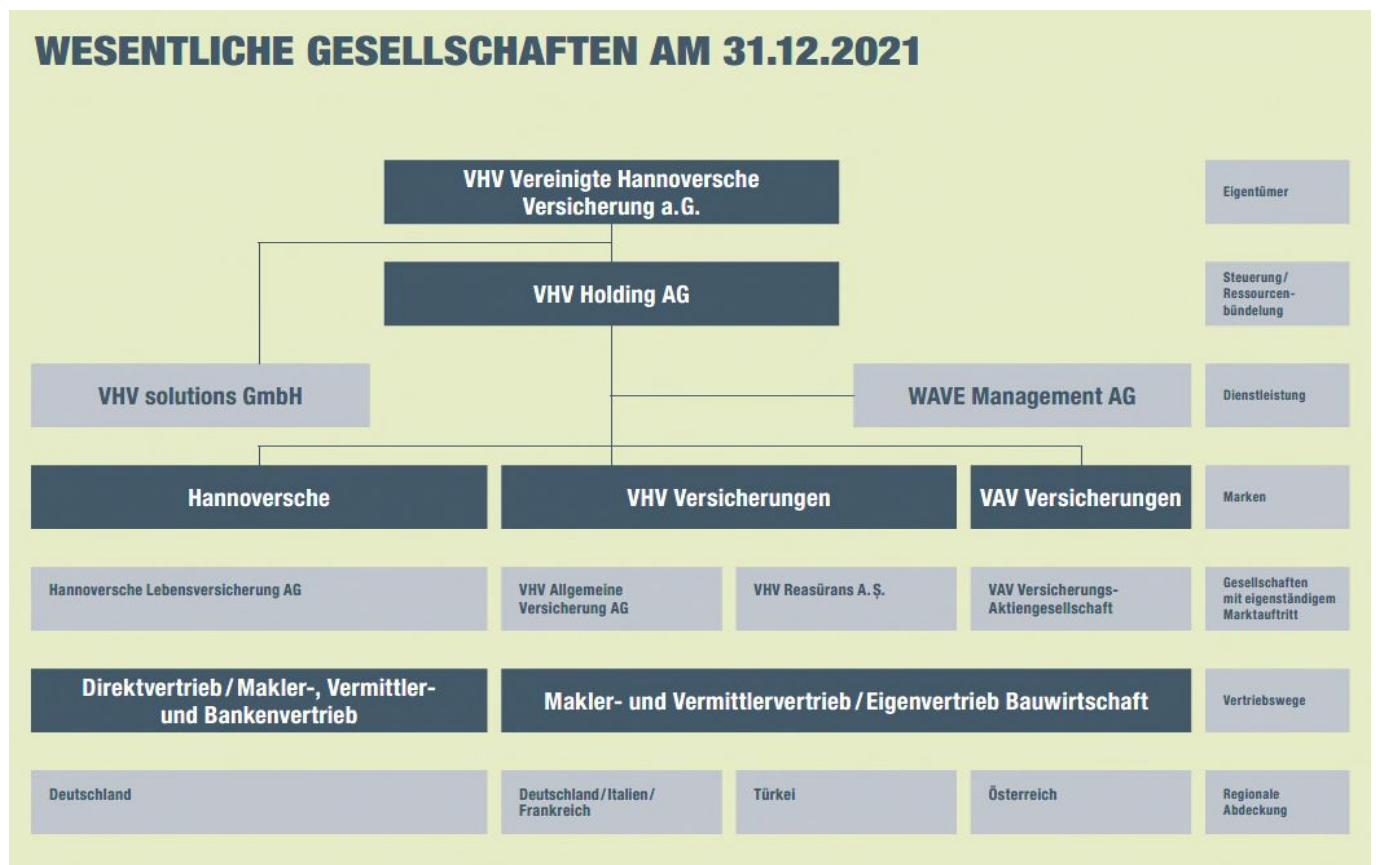 WESENTLICHE GESELLSCHAFTEN AM 31.12.2021
VHV Vereinigte Hannoversche
Versicherung a.G.
Eigentümer
VHV Holding AG
Steuerung/
Ressourcen-
bündelung
VHV solutions GmbH
WAVE Management AG
Dienstleistung
Hannoversche
VHV Versicherungen
VAV Versicherungen
Marken
Hannoversche Lebensversicherung AG
VHV Allgemeine
Versicherung AG
VHV Reasürans A.Ş.
VAV Versicherungs-
Aktiengesellschaft
Gesellschaften
mit eigenständigem
Marktauftritt
Direktvertrieb/Makler-, Vermittler-
und Bankenvertrieb
Makler- und Vermittlervertrieb/Eigenvertrieb Bauwirtschaft
Vertriebswege
Deutschland
Deutschland/Italien/
Frankreich
Türkei
Österreich
Regionale
Abdeckung